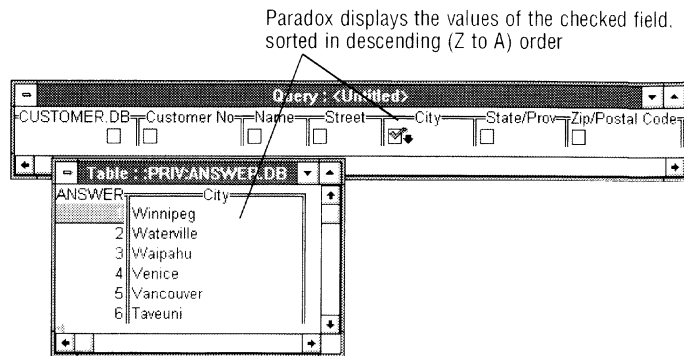 Paradox displays the values of the checked field,
sorted in descending (Z to A) order
Query : <Untitled>
CUSTOMER.DB Customer No Name Street City State/Prov Zip/Postal Code
Table : :PRIV:ANSWER.DB
ANSWER City
Winnipeg
2 Waterville
3 Waipahu
4 Venice
5 Vancouver
6 Taveuni